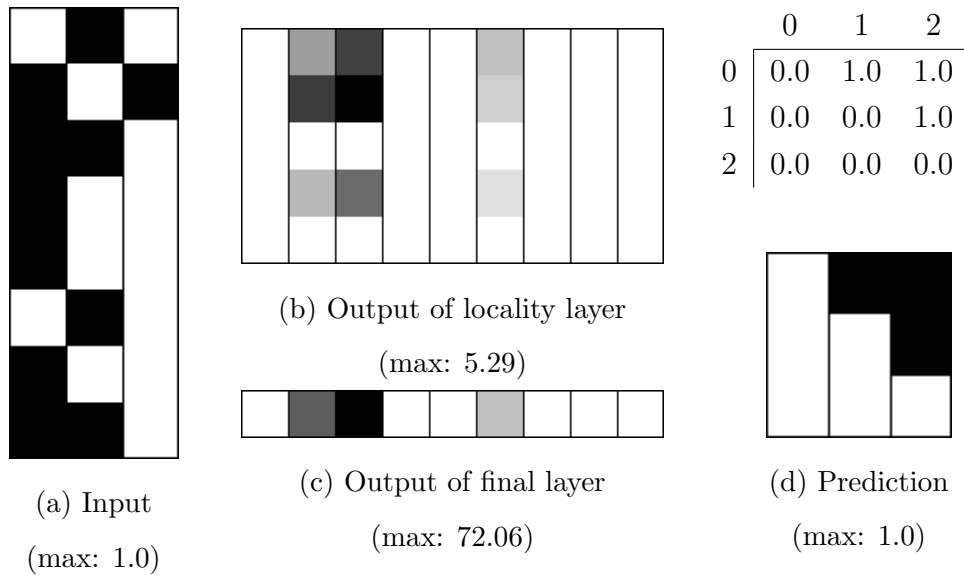 0 1 2
0 0.0 1.0 1.0
1 0.0 0.0 1.0
2 0.0 0.0 0.0
(a) Input
(max: 1.0)
(b) Output of locality layer
(max: 5.29)
(c) Output of final layer
(max: 72.06)
(d) Prediction
(max: 1.0)